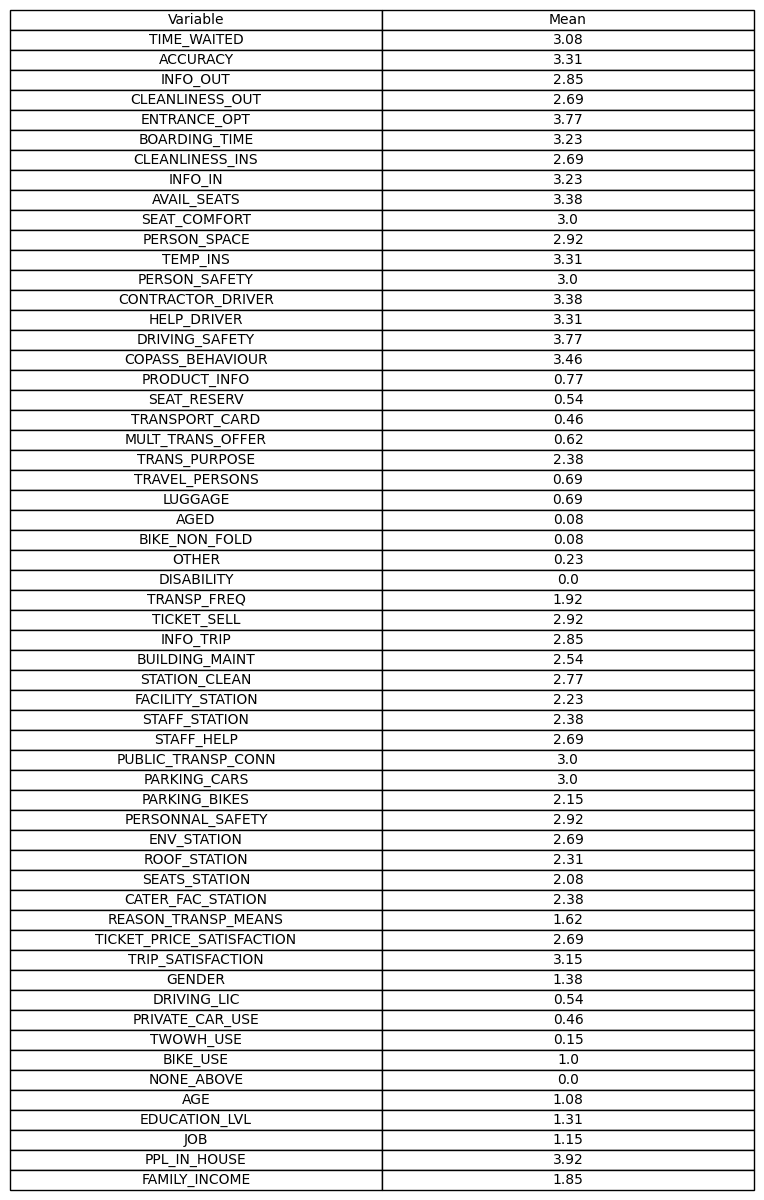 Variable Mean
TIME_WAITED 3.08
ACCURACY 3.31
INFO_OUT 2.85
CLEANLINESS_OUT 2.69
ENTRANCE_OPT 3.77
BOARDING_TIME 3.23
CLEANLINESS_INS 2.69
INFO_IN 3.23
AVAIL_SEATS 3.38
SEAT_COMFORT 3.0
PERSON_SPACE 2.92
TEMP_INS 3.31
PERSON_SAFETY 3.0
CONTRACTOR_DRIVER 3.38
HELP_DRIVER 3.31
DRIVING_SAFETY 3.77
COPASS_BEHAVIOUR 3.46
PRODUCT_INFO 0.77
SEAT_RESERV 0.54
TRANSPORT_CARD 0.46
MULT_TRANS_OFFER 0.62
TRANS_PURPOSE 2.38
TRAVEL_PERSONS 0.69
LUGGAGE 0.69
AGED 0.08
BIKE_NON_FOLD 0.08
OTHER 0.23
DISABILITY 0.0
TRANSP_FREQ 1.92
TICKET_SELL 2.92
INFO_TRIP 2.85
BUILDING_MAINT 2.54
STATION_CLEAN 2.77
FACILITY_STATION 2.23
STAFF_STATION 2.38
STAFF_HELP 2.69
PUBLIC_TRANSP_CONN 3.0
PARKING_CARS 3.0
PARKING_BIKES 2.15
PERSONNAL_SAFETY 2.92
ENV_STATION 2.69
ROOF_STATION 2.31
SEATS_STATION 2.08
CATER_FAC_STATION 2.38
REASON_TRANSP_MEANS 1.62
TICKET_PRICE_SATISFACTION 2.69
TRIP_SATISFACTION 3.15
GENDER 1.38
DRIVING_LIC 0.54
PRIVATE_CAR_USE 0.46
TWOWH_USE 0.15
BIKE_USE 1.0
NONE_ABOVE 0.0
AGE 1.08
EDUCATION_LVL 1.31
JOB 1.15
PPL_IN_HOUSE 3.92
FAMILY_INCOME 1.85